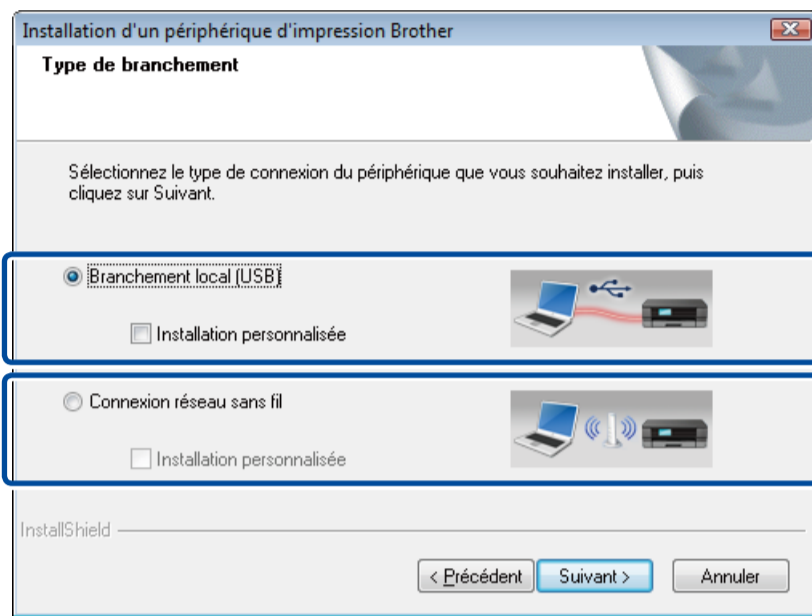 Installation d'un périphérique d'impression Brother
Type de branchement
Sélectionnez le type de connexion du périphérique que vous souhaitez installer, puis
cliquez sur Suivant.
Branchement local (USB)
Installation personnalisée
Connexion réseau sans fil
Installation personnalisée
InstallShield
< Précédent
Suivant >
Annuler